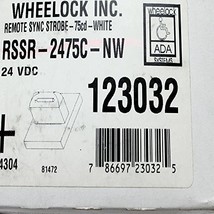 WHEELOCK INC.
REMOTE SYNC STROBE-75cd-WHITE
RSSR-2475C-NW
24 VDC
wheelock
ADA
123032
4304
81472
7 86697 23032 5